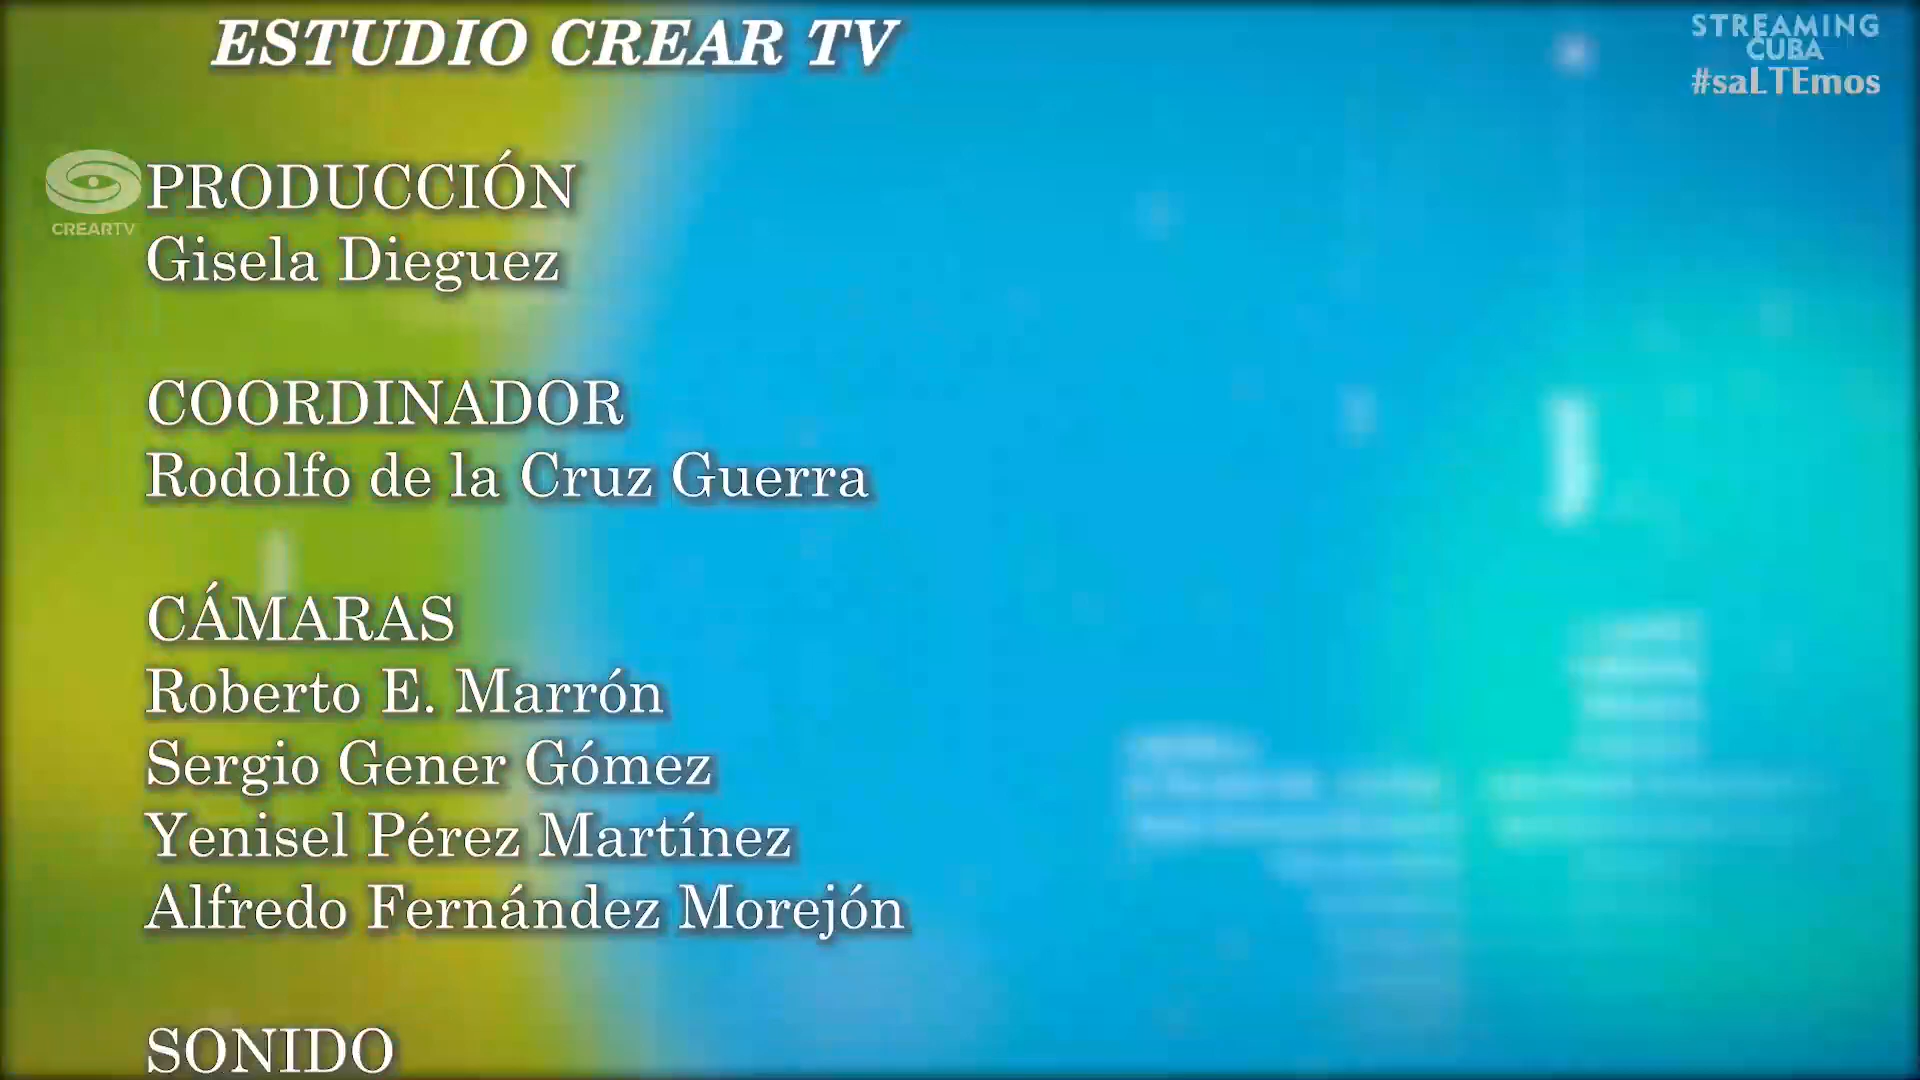 ESTUDIO CREAR TV
STREAMING
CUBA
#saLTEmos
CREARTV
PRODUCCIÓN
Gisela Dieguez
COORDINADOR
Rodolfo de la Cruz Guerra
CÁMARAS
Roberto E. Marrón
Sergio Gener Gómez
Yenisel Pérez Martínez
Alfredo Fernández Morejón
SONIDO